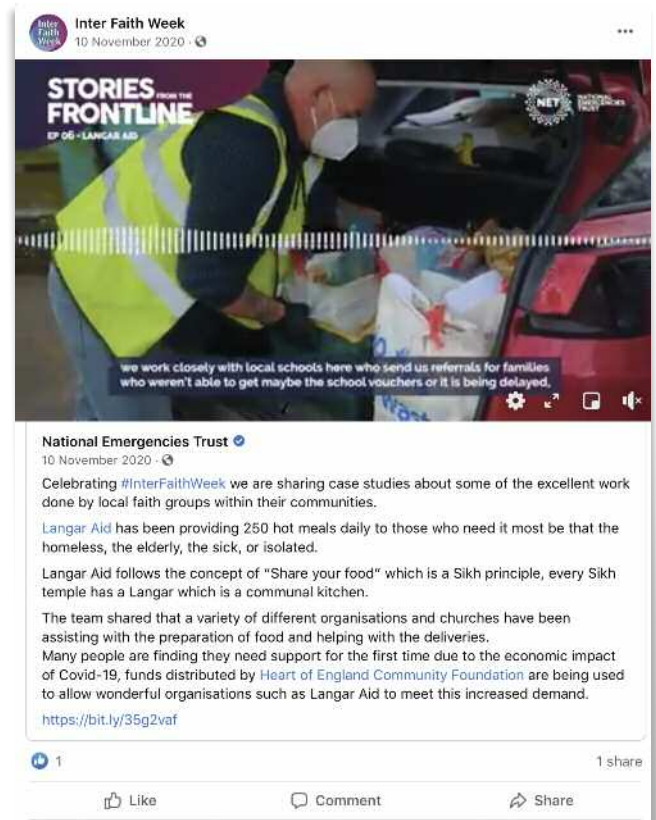 Inter Faith Week
Inter Faith Week
10 November 2020 ·
STORIES FROM THE
FRONTLINE
EP 06 - LANGAR AID
NET NATIONAL EMERGENCIES TRUST
we work closely with local schools here who send us referrals for families
who weren't able to get maybe the school vouchers or it is being delayed,
National Emergencies Trust
10 November 2020 ·
Celebrating #InterFaithWeek we are sharing case studies about some of the excellent work
done by local faith groups within their communities.
Langar Aid has been providing 250 hot meals daily to those who need it most be that the
homeless, the elderly, the sick, or isolated.
Langar Aid follows the concept of "Share your food" which is a Sikh principle, every Sikh
temple has a Langar which is a communal kitchen.
The team shared that a variety of different organisations and churches have been
assisting with the preparation of food and helping with the deliveries.
Many people are finding they need support for the first time due to the economic impact
of Covid-19, funds distributed by Heart of England Community Foundation are being used
to allow wonderful organisations such as Langar Aid to meet this increased demand.
https://bit.ly/35g2vaf
1
1 share
Like
Comment
Share